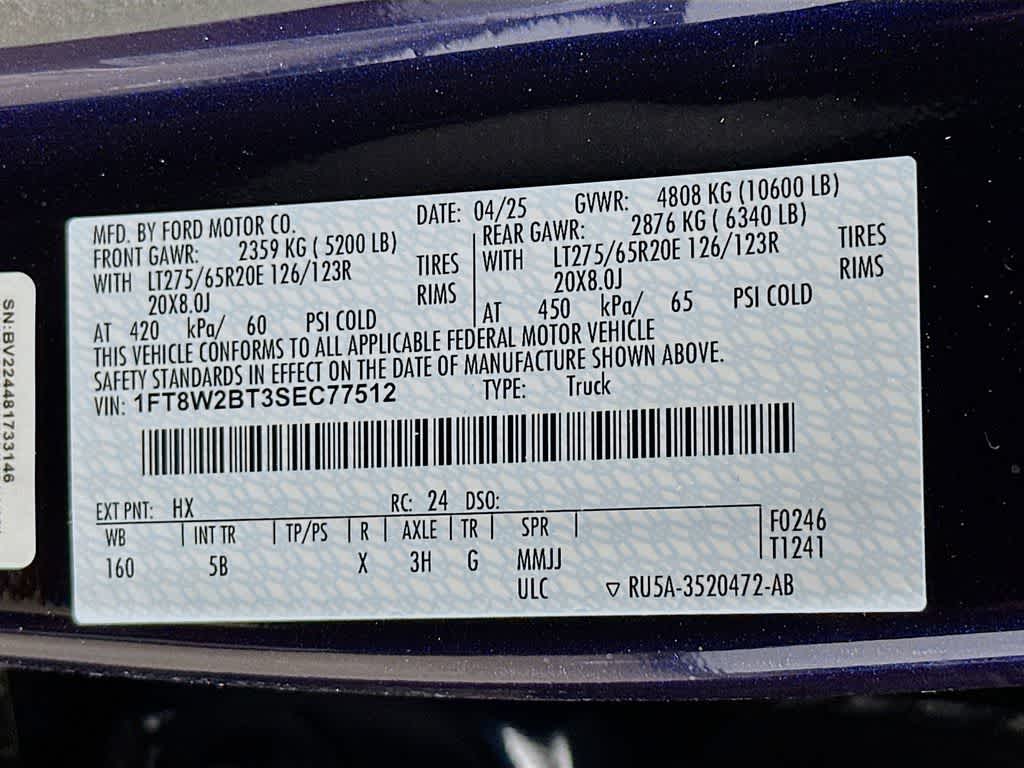 MFD. BY FORD MOTOR CO. DATE: 04/25 GVWR: 4808 KG (10600 LB)
FRONT GAWR: 2359 KG ( 5200 LB) REAR GAWR: 2876 KG ( 6340 LB)
WITH LT275/65R20E 126/123R TIRES WITH LT275/65R20E 126/123R TIRES
20X8.0J RIMS 20X8.0J RIMS
AT 420 kPa/ 60 PSI COLD AT 450 kPa/ 65 PSI COLD
THIS VEHICLE CONFORMS TO ALL APPLICABLE FEDERAL MOTOR VEHICLE
SAFETY STANDARDS IN EFFECT ON THE DATE OF MANUFACTURE SHOWN ABOVE.
VIN: 1FT8W2BT3SEC77512 TYPE: Truck
EXT PNT: HX RC: 24 DSO:
WB INT TR TP/PS R AXLE TR SPR F0246
160 5B X 3H G MMJJ T1241
ULC ▽ RU5A-3520472-AB
SN:BV224481733146